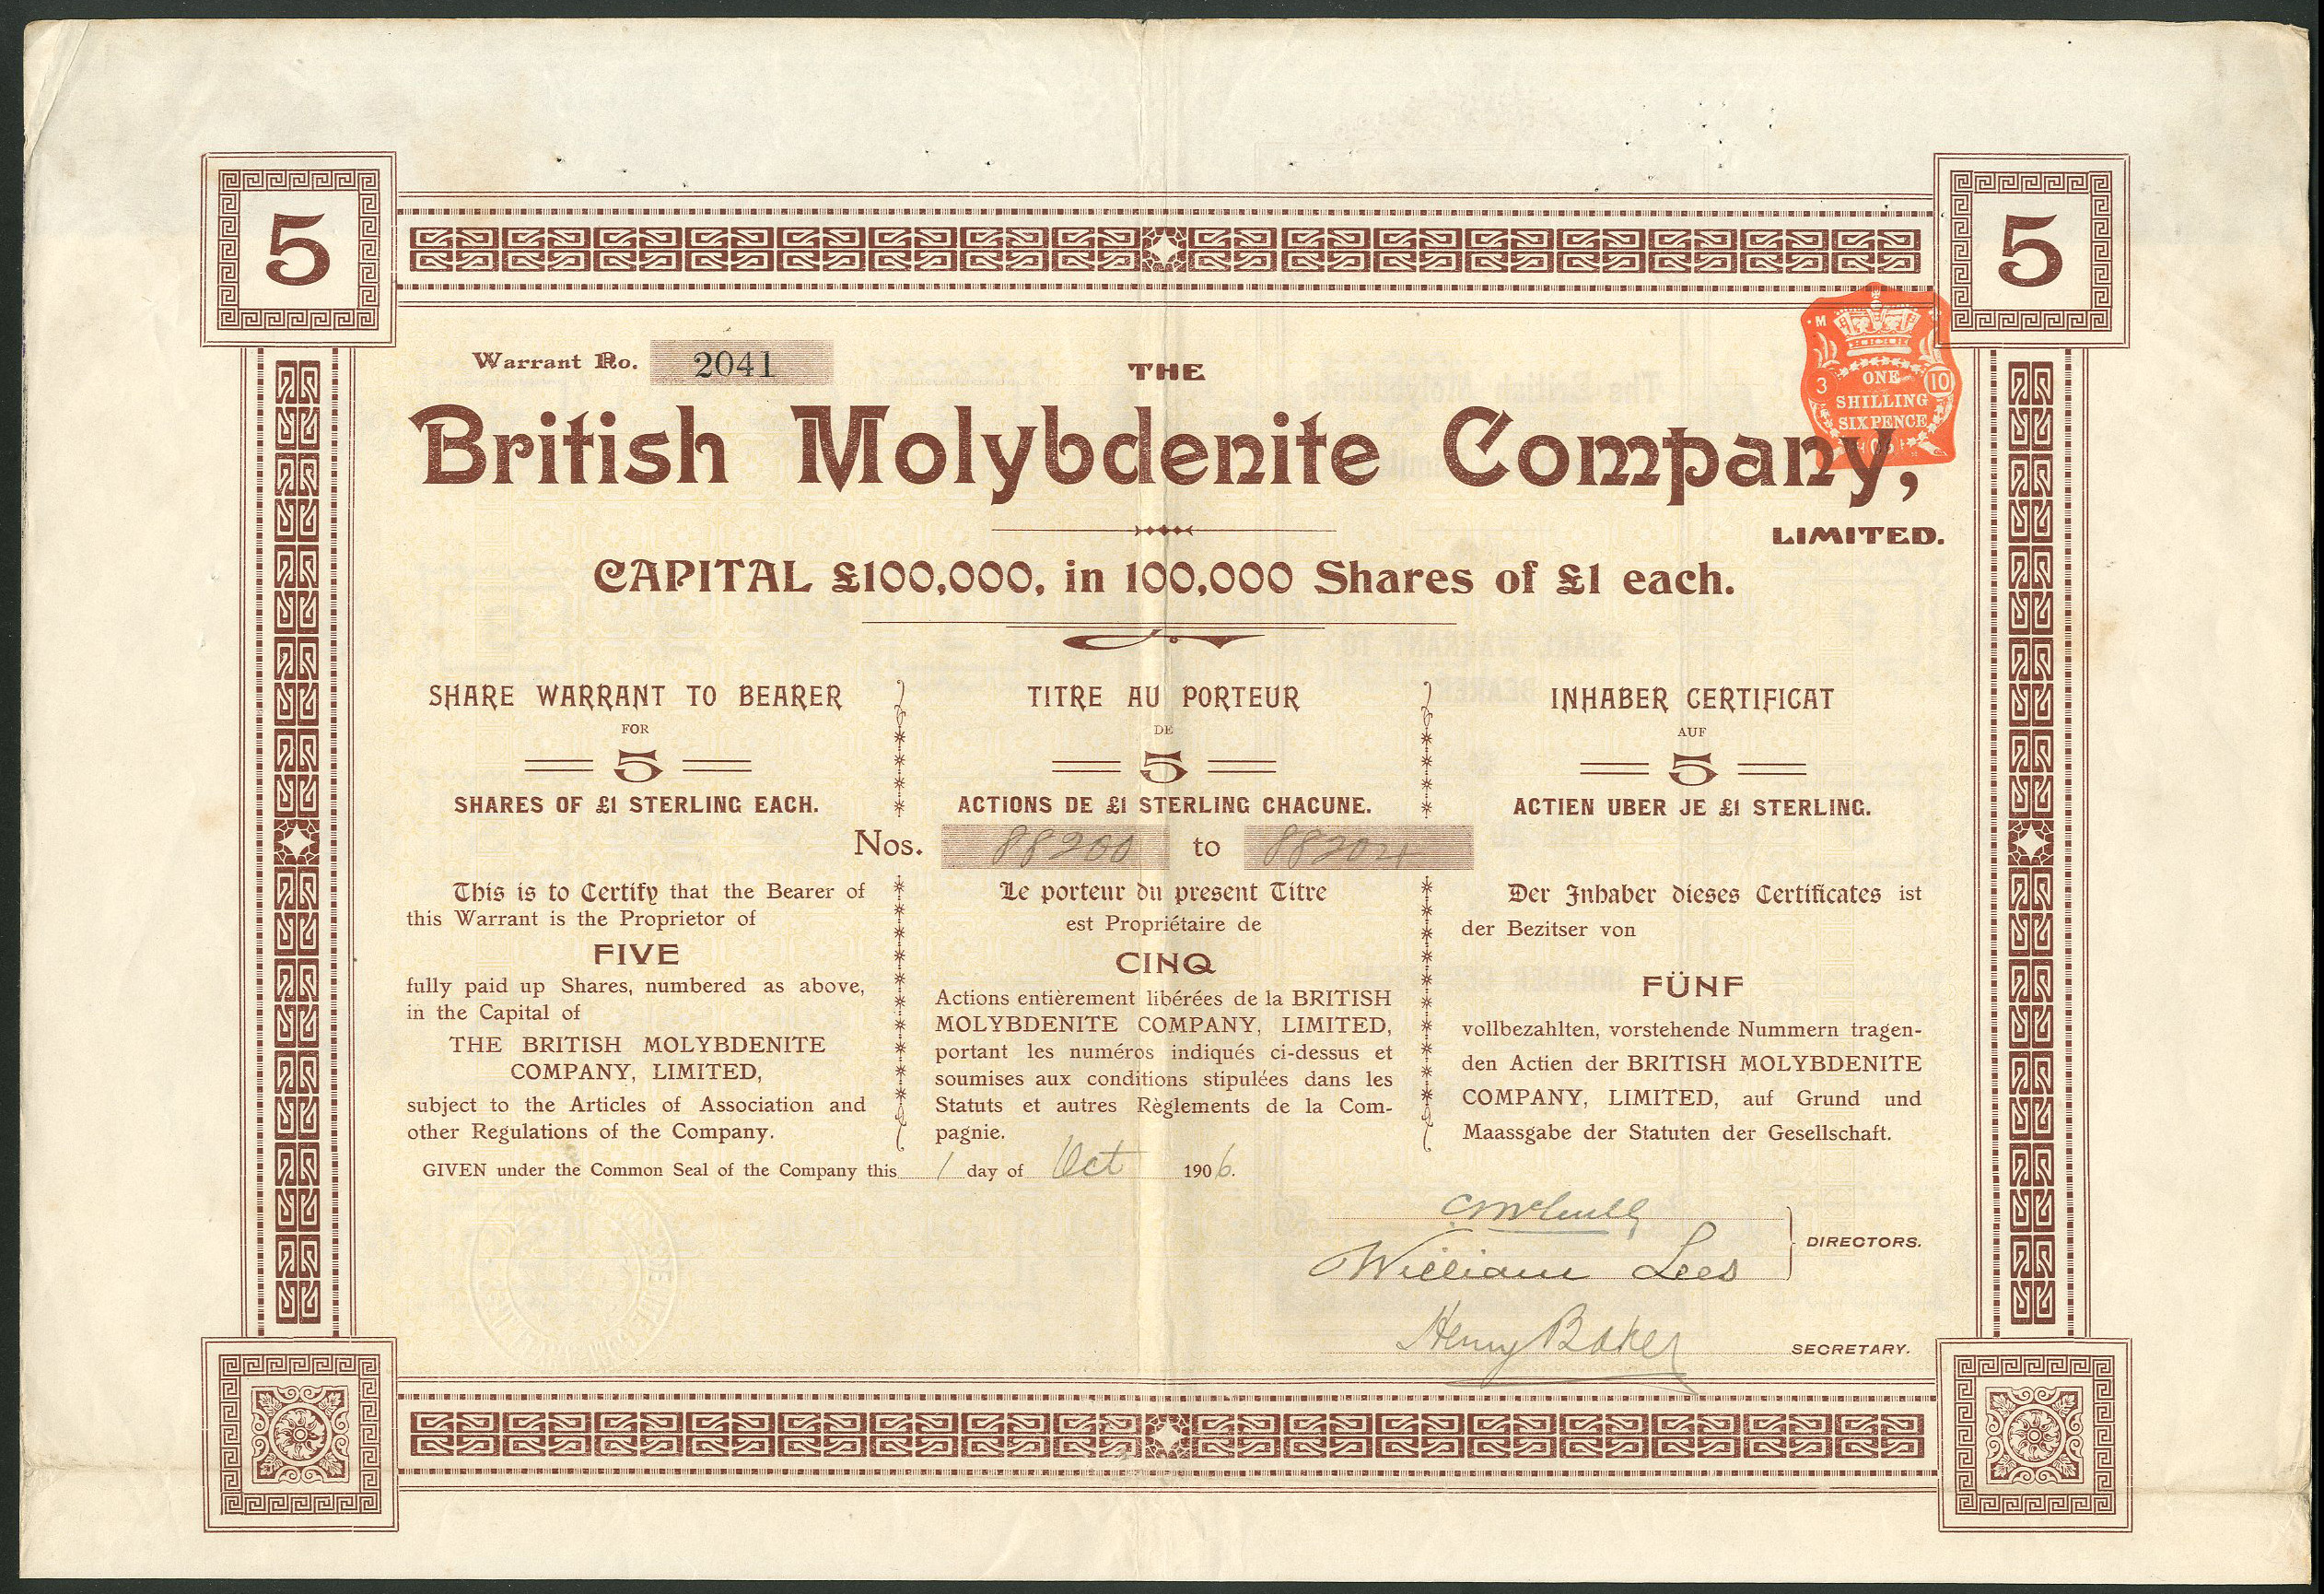 5
5
Warrant No. 2041
THE
British Molybdenite Company,
LIMITED.
· M
3
10
ONE
SHILLING
SIXPENCE
06
CAPITAL £100,000, in 100,000 Shares of £1 each.
SHARE WARRANT TO BEARER
FOR
5
SHARES OF £1 STERLING EACH.
TITRE AU PORTEUR
DE
5
ACTIONS DE £1 STERLING CHACUNE.
INHABER CERTIFICAT
AUF
5
ACTIEN UBER JE £1 STERLING.
Nos. 88200 to 88204
This is to Certify that the Bearer of
this Warrant is the Proprietor of
FIVE
fully paid up Shares, numbered as above,
in the Capital of
THE BRITISH MOLYBDENITE
COMPANY, LIMITED,
subject to the Articles of Association and
other Regulations of the Company.
Le porteur du present Titre
est Propriétaire de
CINQ
Actions entièrement libérées de la BRITISH
MOLYBDENITE COMPANY, LIMITED,
portant les numéros indiqués ci-dessus et
soumises aux conditions stipulées dans les
Statuts et autres Règlements de la Com-
pagnie.
Der Inhaber dieses Certificates ist
der Bezitser von
FÜNF
vollbezahlten, vorstehende Nummern tragen-
den Actien der BRITISH MOLYBDENITE
COMPANY, LIMITED, auf Grund und
Maassgabe der Statuten der Gesellschaft.
GIVEN under the Common Seal of the Company this 1 day of Oct 1906.
William Lees
DIRECTORS.
Henry Baker
SECRETARY.